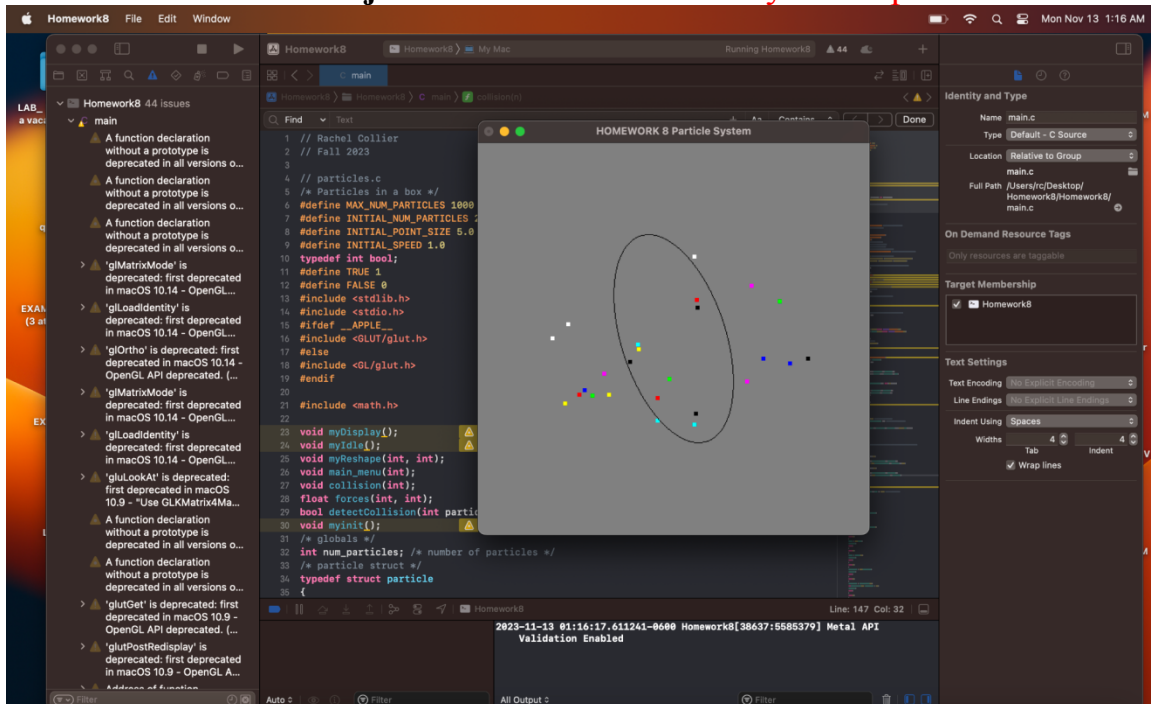 Homework8 File Edit Window Mon Nov 13 1:16 AM
Homework8 Homework8 My Mac Running Homework8 44
C main
Homework8 main collision(n)
LAB_
a vaca
EXAM
(3 at
EX
Homework8 44 issues
main
A function declaration
without a prototype is
deprecated in all versions o...
A function declaration
without a prototype is
deprecated in all versions o...
A function declaration
without a prototype is
deprecated in all versions o...
'glMatrixMode' is
deprecated: first deprecated
in macOS 10.14 - OpenGL...
'glLoadIdentity' is
deprecated: first deprecated
in macOS 10.14 - OpenGL...
'glOrtho' is deprecated: first
deprecated in macOS 10.14 -
OpenGL API deprecated. (...
'glMatrixMode' is
deprecated: first deprecated
in macOS 10.14 - OpenGL...
'glLoadIdentity' is
deprecated: first deprecated
in macOS 10.14 - OpenGL...
'gluLookAt' is deprecated:
first deprecated in macOS
10.9 - "Use GLKMatrix4Ma...
A function declaration
without a prototype is
deprecated in all versions o...
A function declaration
without a prototype is
deprecated in all versions o...
'glutGet' is deprecated: first
deprecated in macOS 10.9 -
OpenGL API deprecated. (...
'glutPostRedisplay' is
deprecated: first deprecated
in macOS 10.9 - OpenGL A...
Address of function
Filter
Find Text Aa Contains Done
1 // Rachel Collier
2 // Fall 2023
3
4 // particles.c
5 /* Particles in a box */
6 #define MAX_NUM_PARTICLES 1000
7 #define INITIAL_NUM_PARTICLES 2
8 #define INITIAL_POINT_SIZE 5.0
9 #define INITIAL_SPEED 1.0
10 typedef int bool;
11 #define TRUE 1
12 #define FALSE 0
13 #include <stdlib.h>
14 #include <stdio.h>
15 #ifdef __APPLE__
16 #include <GLUT/glut.h>
17 #else
18 #include <GL/glut.h>
19 #endif
20
21 #include <math.h>
22
23 void myDisplay();
24 void myIdle();
25 void myReshape(int, int);
26 void main_menu(int);
27 void collision(int);
28 float forces(int, int);
29 bool detectCollision(int partic
30 void myinit();
31 /* globals */
32 int num_particles; /* number of particles */
33 /* particle struct */
34 typedef struct particle
35 {
HOMEWORK 8 Particle System
Homework8 Line: 147 Col: 32
2023-11-13 01:16:17.611241-0600 Homework8[38637:5585379] Metal API
Validation Enabled
Auto Filter All Output Filter
Identity and Type
Name main.c
Type Default - C Source
Location Relative to Group
main.c
Full Path /Users/rc/Desktop/
Homework8/Homework8/
main.c
On Demand Resource Tags
Only resources are taggable
Target Membership
Homework8
Text Settings
Text Encoding No Explicit Encoding
Line Endings No Explicit Line Endings
Indent Using Spaces
Widths 4 4
Tab Indent
Wrap lines